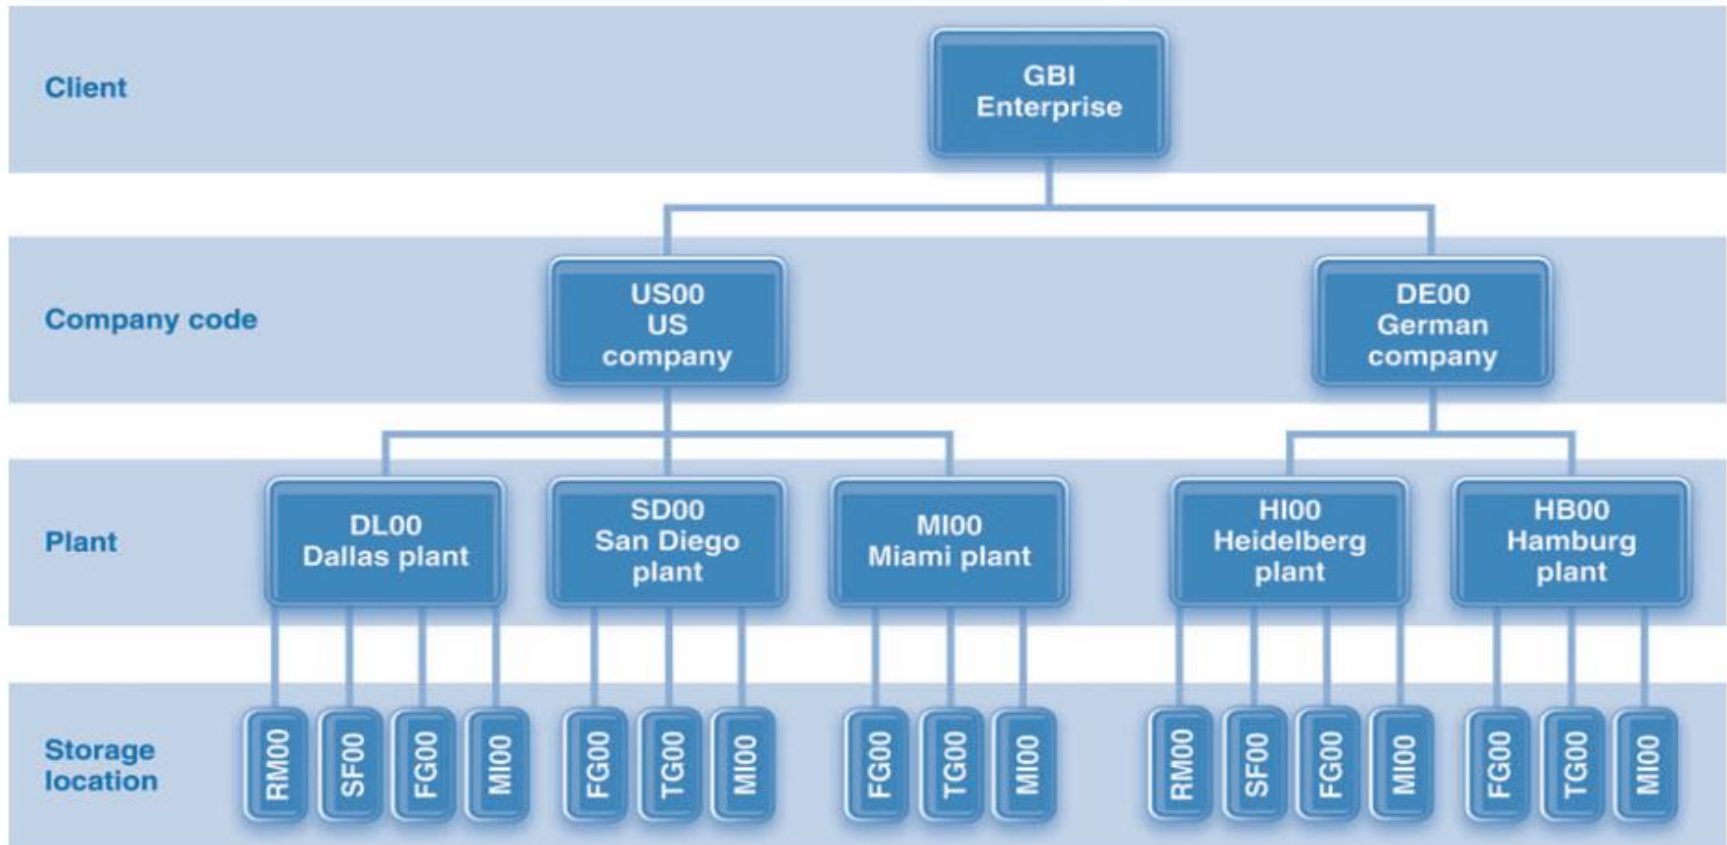 Client
GBI
Enterprise
Company code
US00
US
company
DE00
German
company
Plant
DL00
Dallas plant
SD00
San Diego
plant
MI00
Miami plant
HI00
Heidelberg
plant
HB00
Hamburg
plant
Storage
location
RM00
SF00
FG00
MI00
FG00
TG00
MI00
FG00
TG00
MI00
RM00
SF00
FG00
MI00
FG00
TG00
MI00